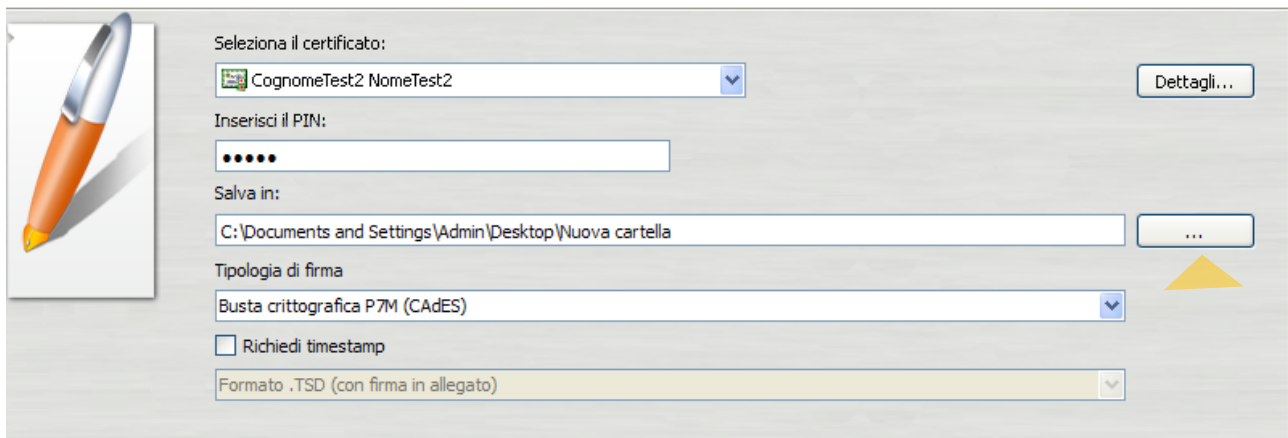 Seleziona il certificato:
CognomeTest2 NomeTest2
Dettagli...
Inserisci il PIN:
•••••
Salva in:
C:\Documents and Settings\Admin\Desktop\Nuova cartella
...
Tipologia di firma
Busta crittografica P7M (CAdES)
Richiedi timestamp
Formato .TSD (con firma in allegato)